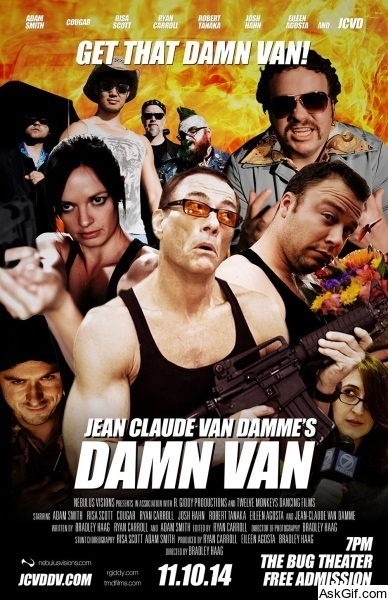 ADAM SMITH COUGAR RISA SCOTT RYAN CARROLL ROBERT TANAKA JOSH HAHN EILEEN AGOSTA AND JCVD
GET THAT DAMN VAN!
JEAN CLAUDE VAN DAMME'S
DAMN VAN
NEBULUS VISIONS PRESENTS IN ASSOCIATION WITH R. GIDDY PRODUCTIONS AND TWELVE MONKEYS DANCING FILMS
STARRING ADAM SMITH RISA SCOTT COUGAR RYAN CARROLL JOSH HAHN ROBERT TANAKA EILEEN AGOSTA AND JEAN-CLAUDE VAN DAMME
WRITTEN BY BRADLEY HAAG RYAN CARROLL AND ADAM SMITH EDITED BY RYAN CARROLL DIRECTOR OF PHOTOGRAPHY BRADLEY HAAG
STUNT CHOREOGRAPHY RISA SCOTT ADAM SMITH PRODUCED BY RYAN CARROLL EILEEN AGOSTA BRADLEY HAAG
DIRECTED BY BRADLEY HAAG
nebulusvisions.com
rgiddy.com
JCVDDV.COM
tmdfilms.com
11.10.14
7PM
THE BUG THEATER
FREE ADMISSION
AskGif.com